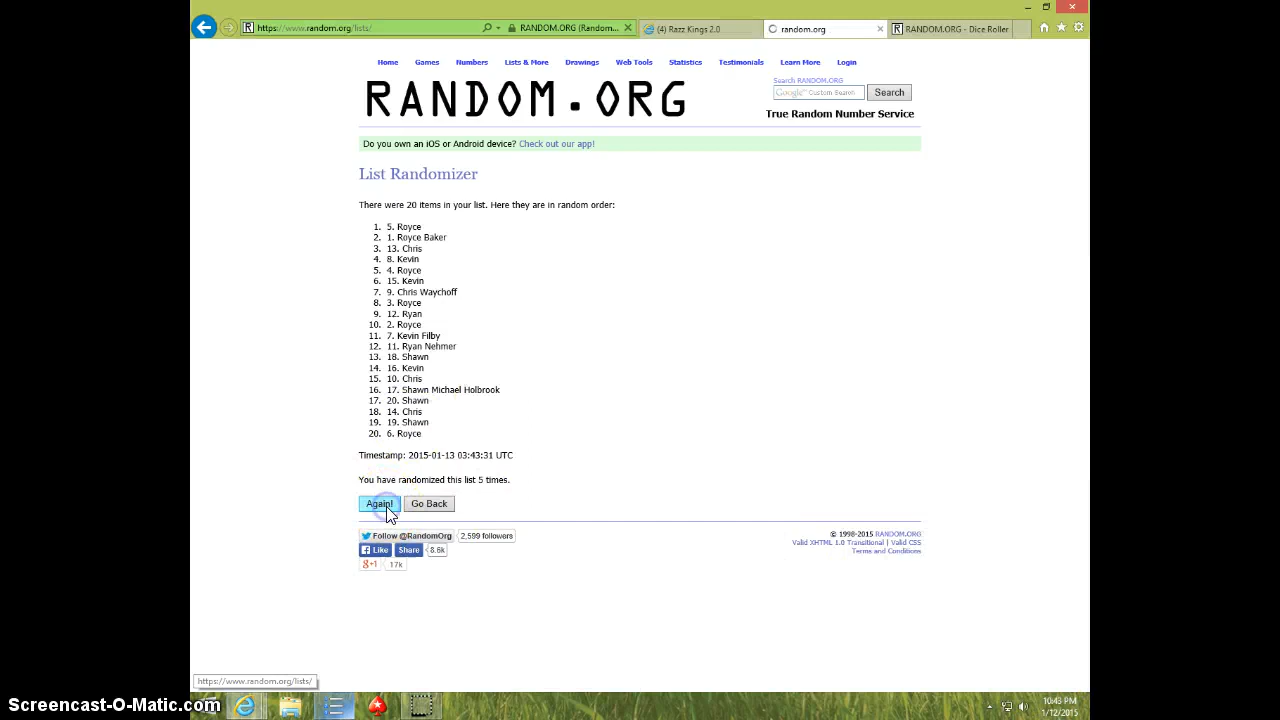 https://www.random.org/lists/
RANDOM.ORG (Random...
(4) Razz Kings 2.0
random.org
RANDOM.ORG - Dice Roller
Home Games Numbers Lists & More Drawings Web Tools Statistics Testimonials Learn More Login
RANDOM.ORG
Search RANDOM.ORG
Google Custom Search
Search
True Random Number Service
Do you own an iOS or Android device? Check out our app!
List Randomizer
There were 20 items in your list. Here they are in random order:
1. 5. Royce
2. 1. Royce Baker
3. 13. Chris
4. 8. Kevin
5. 4. Royce
6. 15. Kevin
7. 9. Chris Waychoff
8. 3. Royce
9. 12. Ryan
10. 2. Royce
11. 7. Kevin Filby
12. 11. Ryan Nehmer
13. 18. Shawn
14. 16. Kevin
15. 10. Chris
16. 17. Shawn Michael Holbrook
17. 20. Shawn
18. 14. Chris
19. 19. Shawn
20. 6. Royce
Timestamp: 2015-01-13 03:43:31 UTC
You have randomized this list 5 times.
Again! Go Back
Follow @RandomOrg 2,599 followers
Like Share 8.6k
g+1 17k
© 1998-2015 RANDOM.ORG
Valid XHTML 1.0 Transitional | Valid CSS
Terms and Conditions
https://www.random.org/lists/
Screencast-O-Matic.com
10:43 PM
1/12/2015